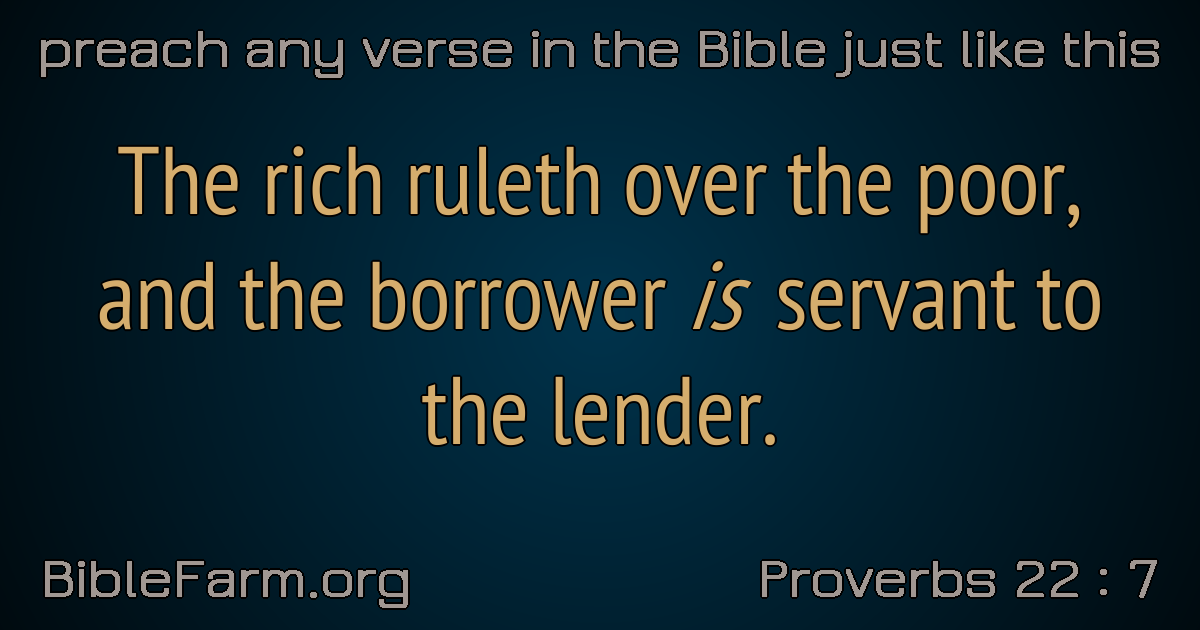 preach any verse in the Bible just like this
The rich ruleth over the poor,
and the borrower is servant to
the lender.
BibleFarm.org
Proverbs 22 : 7